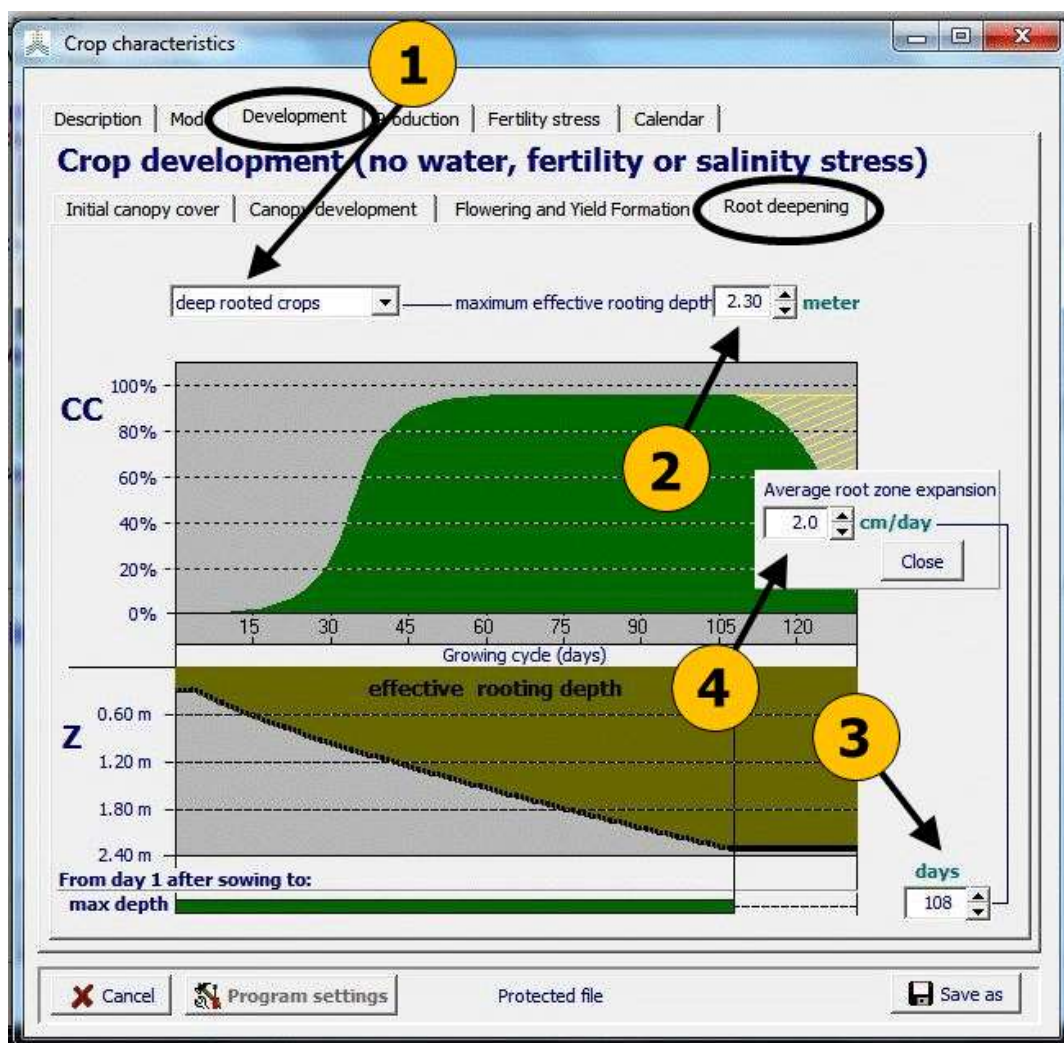 Crop characteristics
1
Description Mod Development roduction Fertility stress Calendar
Crop development (no water, fertility or salinity stress)
Initial canopy cover Canopy development Flowering and Yield Formation Root deepening
deep rooted crops maximum effective rooting depth 2.30 meter
CC
100%
80%
60%
40%
20%
0%
2
Average root zone expansion
2.0 cm/day
Close
15 30 45 60 75 90 105 120
Growing cycle (days)
effective rooting depth
4
3
Z
0.60 m
1.20 m
1.80 m
2.40 m
From day 1 after sowing to:
max depth
days
108
Cancel Program settings Protected file Save as